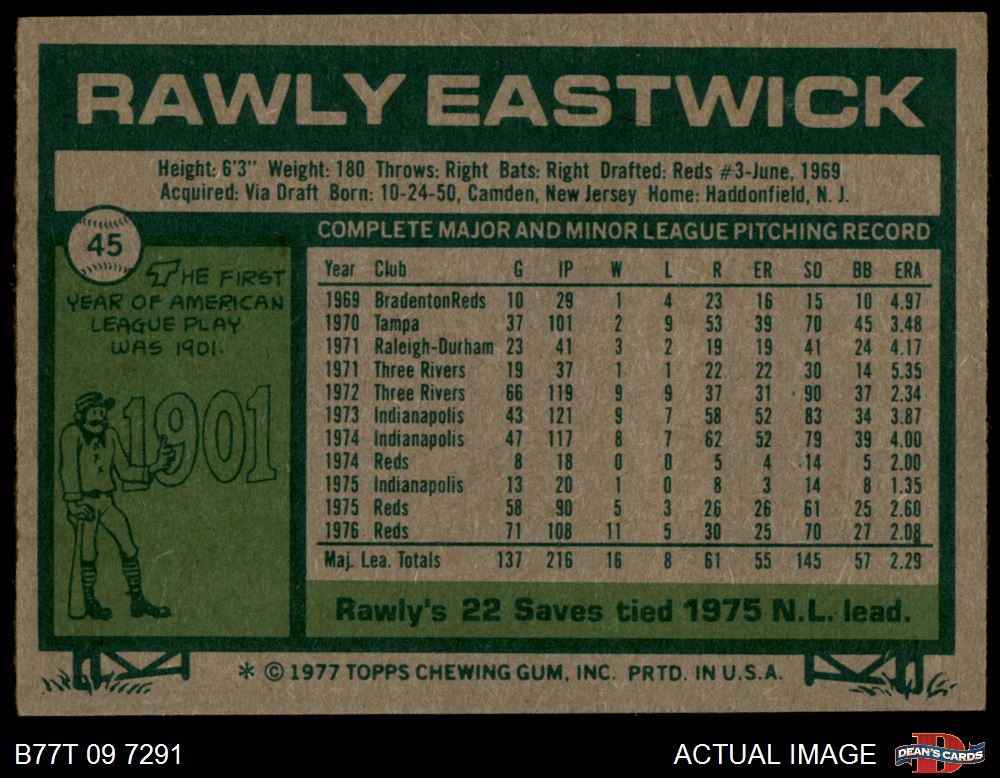 RAWLY EASTWICK
Height: 6'3" Weight: 180 Throws: Right Bats: Right Drafted: Reds #3-June, 1969
Acquired: Via Draft Born: 10-24-50, Camden, New Jersey Home: Haddonfield, N. J.
45
THE FIRST
YEAR OF AMERICAN
LEAGUE PLAY
WAS 1901.
1901
COMPLETE MAJOR AND MINOR LEAGUE PITCHING RECORD
Year Club G IP W L R ER SO BB ERA
1969 BradentonReds 10 29 1 4 23 16 15 10 4.97
1970 Tampa 37 101 2 9 53 39 70 45 3.48
1971 Raleigh-Durham 23 41 3 2 19 19 41 24 4.17
1971 Three Rivers 19 37 1 1 22 22 30 14 5.35
1972 Three Rivers 66 119 9 9 37 31 90 37 2.34
1973 Indianapolis 43 121 9 7 58 52 83 34 3.87
1974 Indianapolis 47 117 8 7 62 52 79 39 4.00
1974 Reds 8 18 0 0 5 4 14 5 2.00
1975 Indianapolis 13 20 1 0 8 3 14 8 1.35
1975 Reds 58 90 5 3 26 26 61 25 2.60
1976 Reds 71 108 11 5 30 25 70 27 2.08
Maj. Lea. Totals 137 216 16 8 61 55 145 57 2.29
Rawly's 22 Saves tied 1975 N.L. lead.
* © 1977 TOPPS CHEWING GUM, INC. PRTD. IN U.S.A.
B77T 09 7291
ACTUAL IMAGE
DEAN'S CARDS